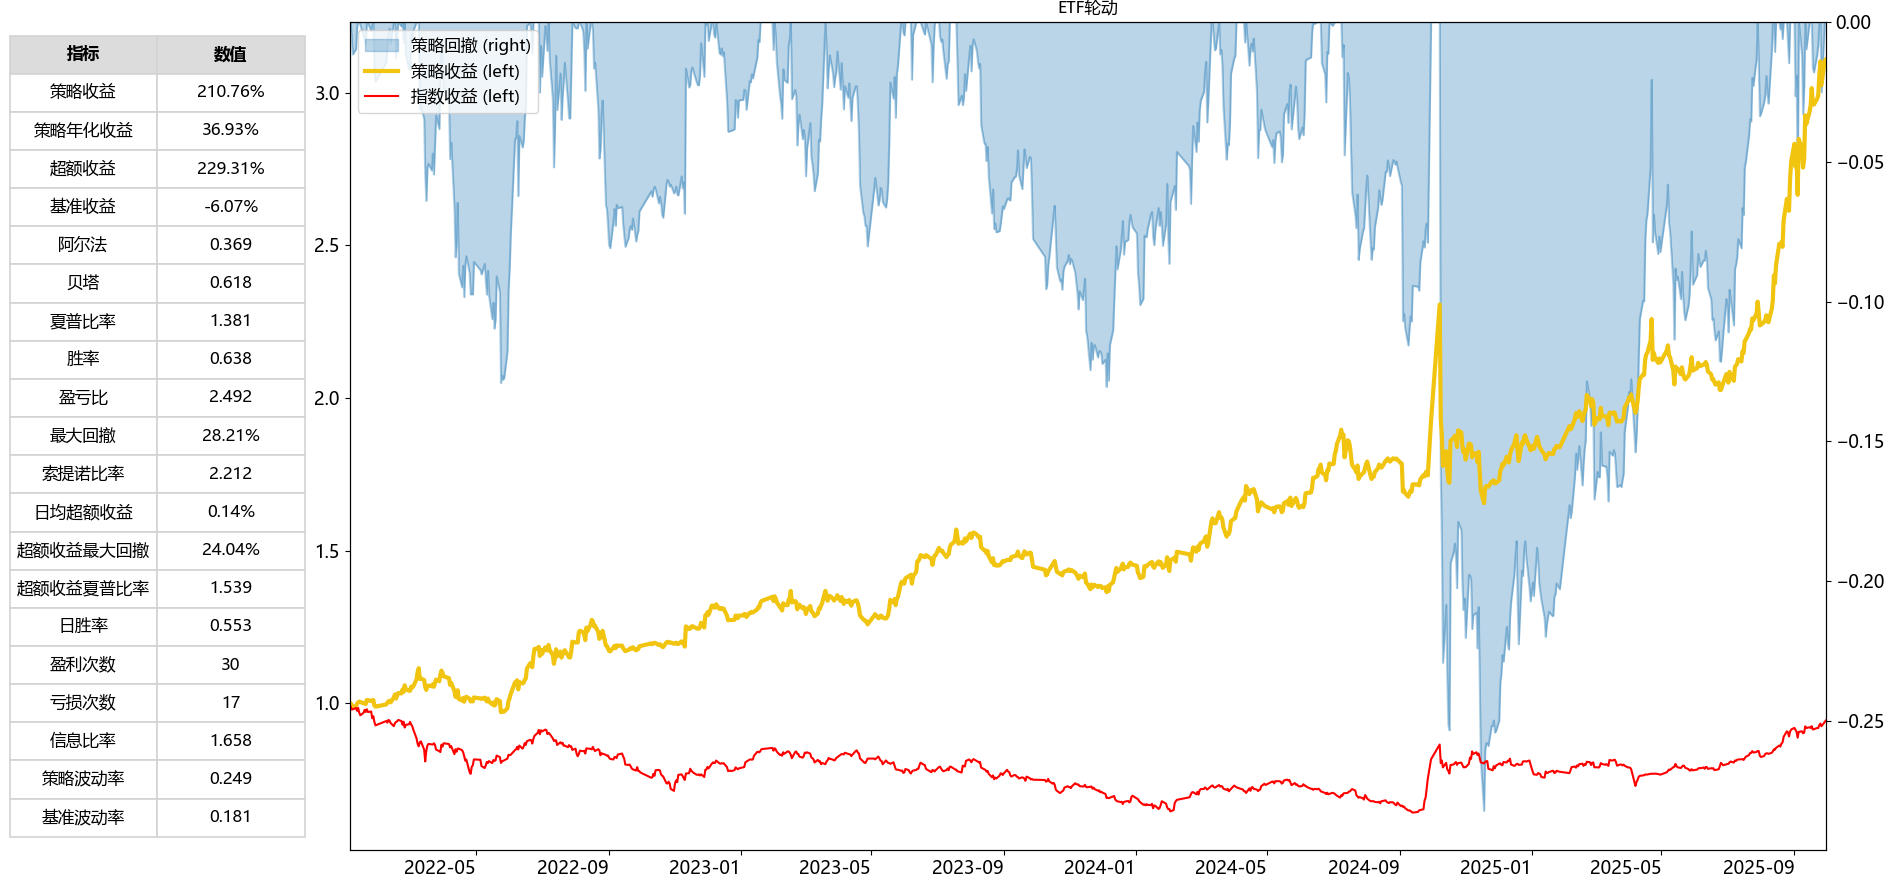 ETF轮动
指标 数值
策略收益 210.76%
策略年化收益 36.93%
超额收益 229.31%
基准收益 -6.07%
阿尔法 0.369
贝塔 0.618
夏普比率 1.381
胜率 0.638
盈亏比 2.492
最大回撤 28.21%
索提诺比率 2.212
日均超额收益 0.14%
超额收益最大回撤 24.04%
超额收益夏普比率 1.539
日胜率 0.553
盈利次数 30
亏损次数 17
信息比率 1.658
策略波动率 0.249
基准波动率 0.181
策略回撤 (right)
策略收益 (left)
指数收益 (left)
3.0
2.5
2.0
1.5
1.0
0.00
−0.05
−0.10
−0.15
−0.20
−0.25
2022-05 2022-09 2023-01 2023-05 2023-09 2024-01 2024-05 2024-09 2025-01 2025-05 2025-09